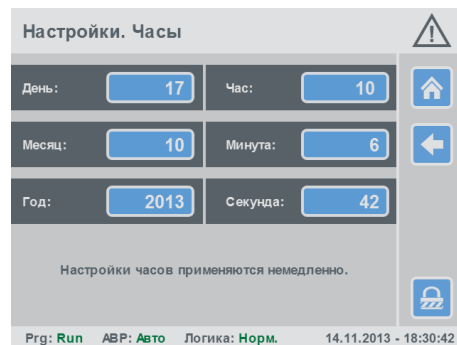 Настройки. Часы
День: 17 Час: 10
Месяц: 10 Минута: 6
Год: 2013 Секунда: 42
Настройки часов применяются немедленно.
Prg: Run АВР: Авто Логика: Норм. 14.11.2013 - 18:30:42